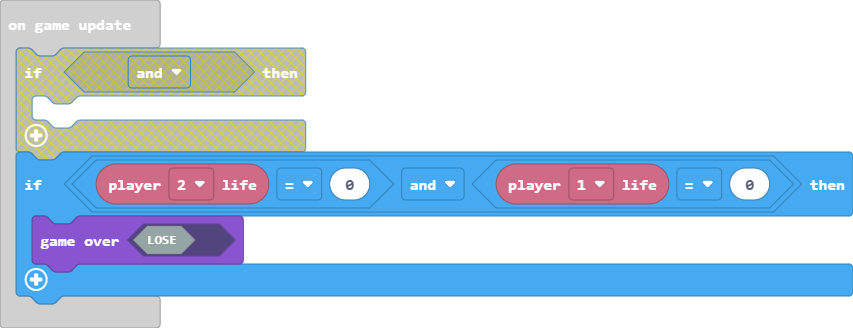 on game update
if and then
if player 2 life = 0 and player 1 life = 0 then
game over LOSE